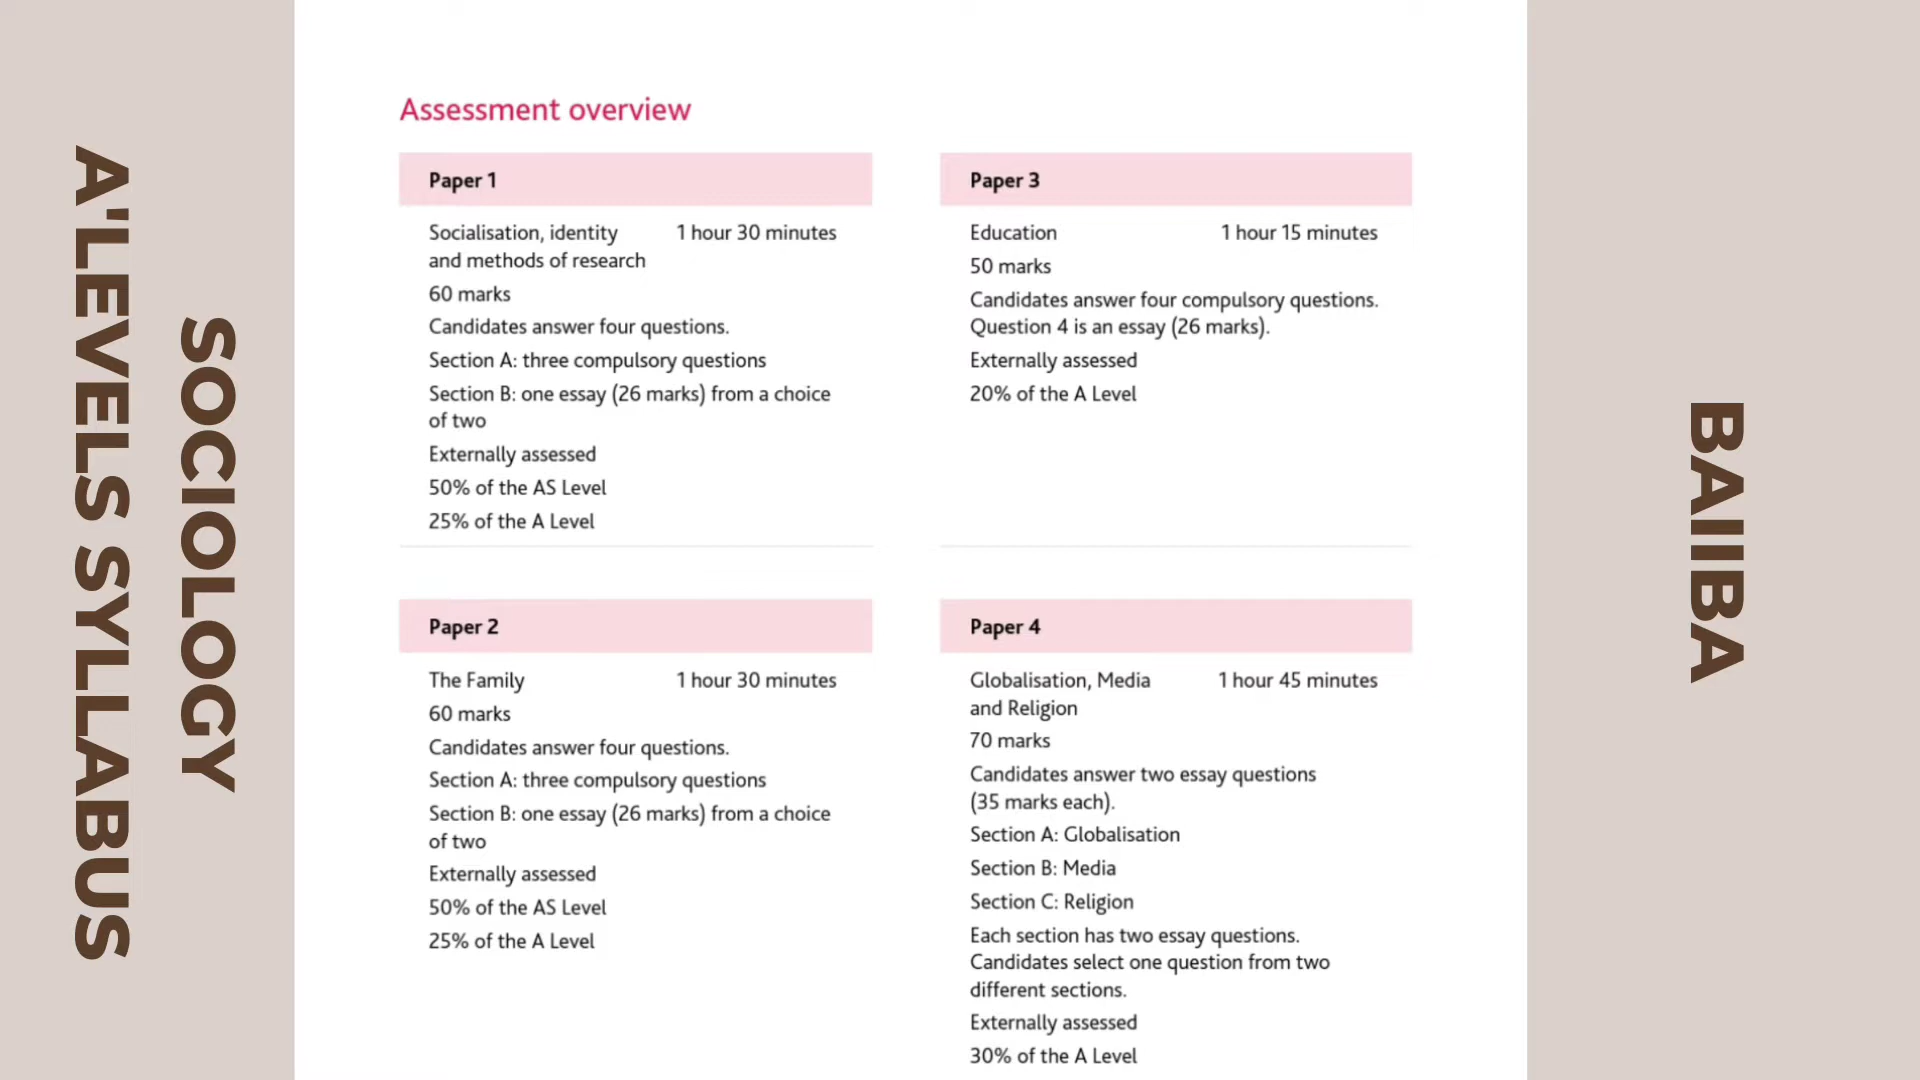 A'LEVELS SYLLABUS
SOCIOLOGY
Assessment overview
Paper 1
Socialisation, identity 1 hour 30 minutes
and methods of research
60 marks
Candidates answer four questions.
Section A: three compulsory questions
Section B: one essay (26 marks) from a choice
of two
Externally assessed
50% of the AS Level
25% of the A Level
Paper 2
The Family 1 hour 30 minutes
60 marks
Candidates answer four questions.
Section A: three compulsory questions
Section B: one essay (26 marks) from a choice
of two
Externally assessed
50% of the AS Level
25% of the A Level
Paper 3
Education 1 hour 15 minutes
50 marks
Candidates answer four compulsory questions.
Question 4 is an essay (26 marks).
Externally assessed
20% of the A Level
Paper 4
Globalisation, Media 1 hour 45 minutes
and Religion
70 marks
Candidates answer two essay questions
(35 marks each).
Section A: Globalisation
Section B: Media
Section C: Religion
Each section has two essay questions.
Candidates select one question from two
different sections.
Externally assessed
30% of the A Level
BAIIBA